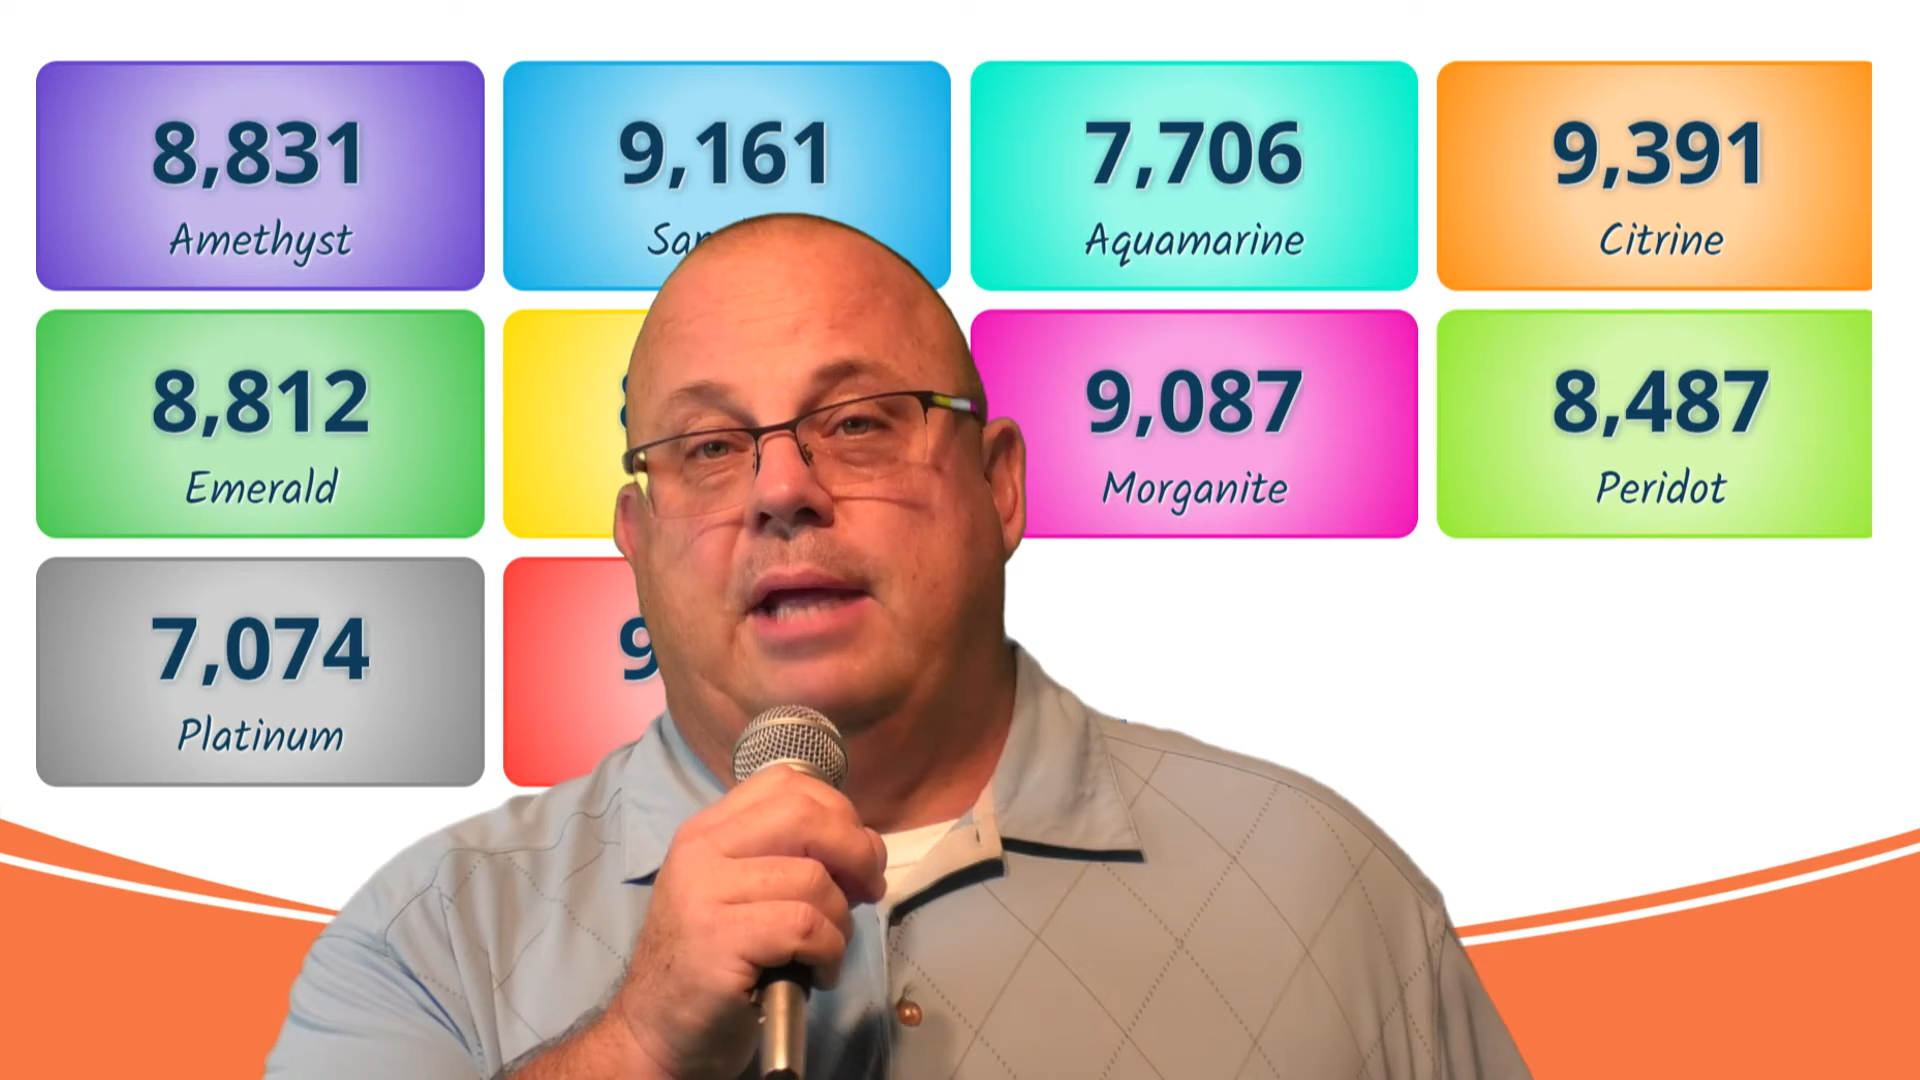 8,831
9,161
7,706
9,391
Amethyst
Aquamarine
Citrine
8,812
9,087
8,487
Emerald
Morganite
Peridot
7,074
9
Platinum